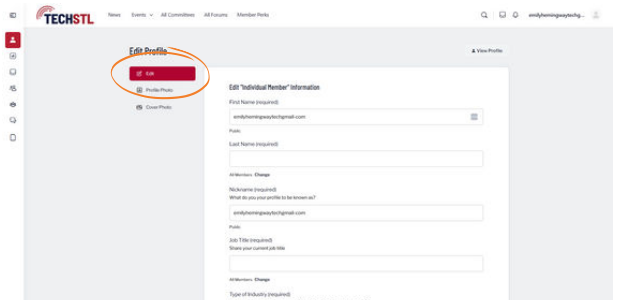 TECHSTL
News Events All Committees All Forums Member Perks
emilyhemingwaytechg...
Edit Profile
View Profile
Edit
Profile Photo
Cover Photo
Edit "Individual Member" Information
First Name (required)
emilyhemingwaytechgmail-com
Public
Last Name (required)
All Members Change
Nickname (required)
What do you your profile to be known as?
emilyhemingwaytechgmail-com
Public
Job Title (required)
Share your current job title
All Members Change
Type of Industry (required)